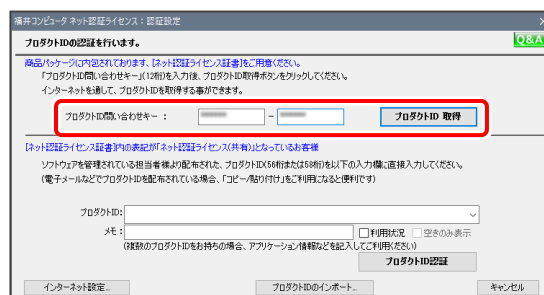 福井コンピュータ ネット認証ライセンス：認証設定
プロダクトIDの認証を行います。
Q&A
商品パッケージに内包されております、[ネット認証ライセンス証書]をご用意ください。
「プロダクトID問い合わせキー」(12桁)を入力後、プロダクトID取得ボタンをクリックしてください。
インターネットを通して、プロダクトIDを取得する事ができます。
プロダクトID問い合わせキー ： － プロダクトID 取得
[ネット認証ライセンス証書]内の表記が「ネット認証ライセンス(共有)」となっているお客様
ソフトウェアを管理されている担当者様より配布された、プロダクトID(56桁または58桁)を以下の入力欄に直接入力してください。
(電子メールなどでプロダクトIDを配布されている場合、「コピー/貼り付け」をご利用になると便利です)
プロダクトID:
メモ： 利用状況 空きのみ表示
(複数のプロダクトIDをお持ちの場合、アプリケーション情報などを記入してご利用ください)
プロダクトID認証
インターネット設定... プロダクトIDのインポート... キャンセル